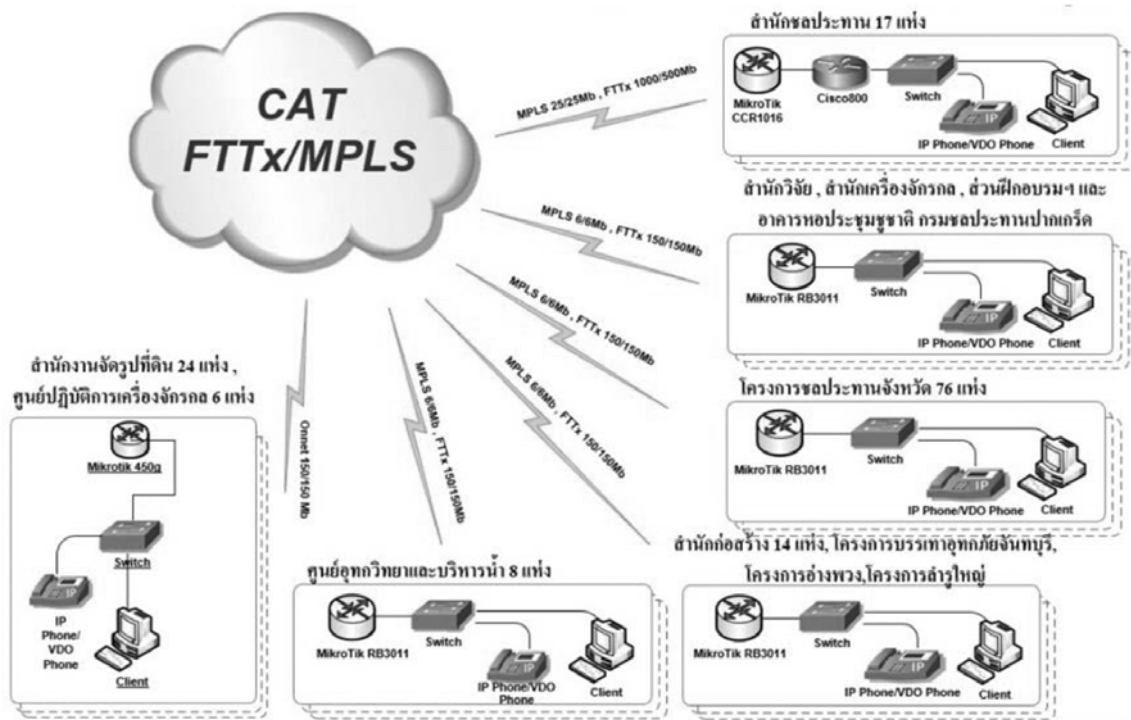 CAT
FTTx/MPLS
สำนักชลประทาน 17 แห่ง
MPLS 25/25Mb , FTTx 1000/500Mb
MikroTik
CCR1016
Cisco800
Switch
IP
IP Phone/VDO Phone
Client
สำนักวิจัย , สำนักเครื่องจักรกล , ส่วนฝึกอบรมฯ และ
อาคารหอประชุมชูชาติ กรมชลประทานปากเกร็ด
MPLS 6/6Mb , FTTx 150/150Mb
MikroTik RB3011
Switch
IP
IP Phone/VDO Phone
Client
โครงการชลประทานจังหวัด 76 แห่ง
MPLS 6/6Mb , FTTx 150/150Mb
MikroTik RB3011
Switch
IP
IP Phone/VDO Phone
Client
สำนักก่อสร้าง 14 แห่ง, โครงการบรรเทาอุทกภัยจันทบุรี,
โครงการอ่างพวง,โครงการลำรูใหญ่
MPLS 6/6Mb , FTTx 150/150Mb
MikroTik RB3011
Switch
IP
IP Phone/VDO Phone
Client
ศูนย์อุทกวิทยาและบริหารน้ำ 8 แห่ง
MPLS 6/6Mb , FTTx 150/150Mb
MikroTik RB3011
Switch
IP
IP Phone/VDO
Phone
Client
สำนักงานจัดรูปที่ดิน 24 แห่ง ,
ศูนย์ปฏิบัติการเครื่องจักรกล 6 แห่ง
Onnet 150/150 Mb
Mikrotik 450g
Switch
IP
IP
Phone/
VDO
Phone
Client